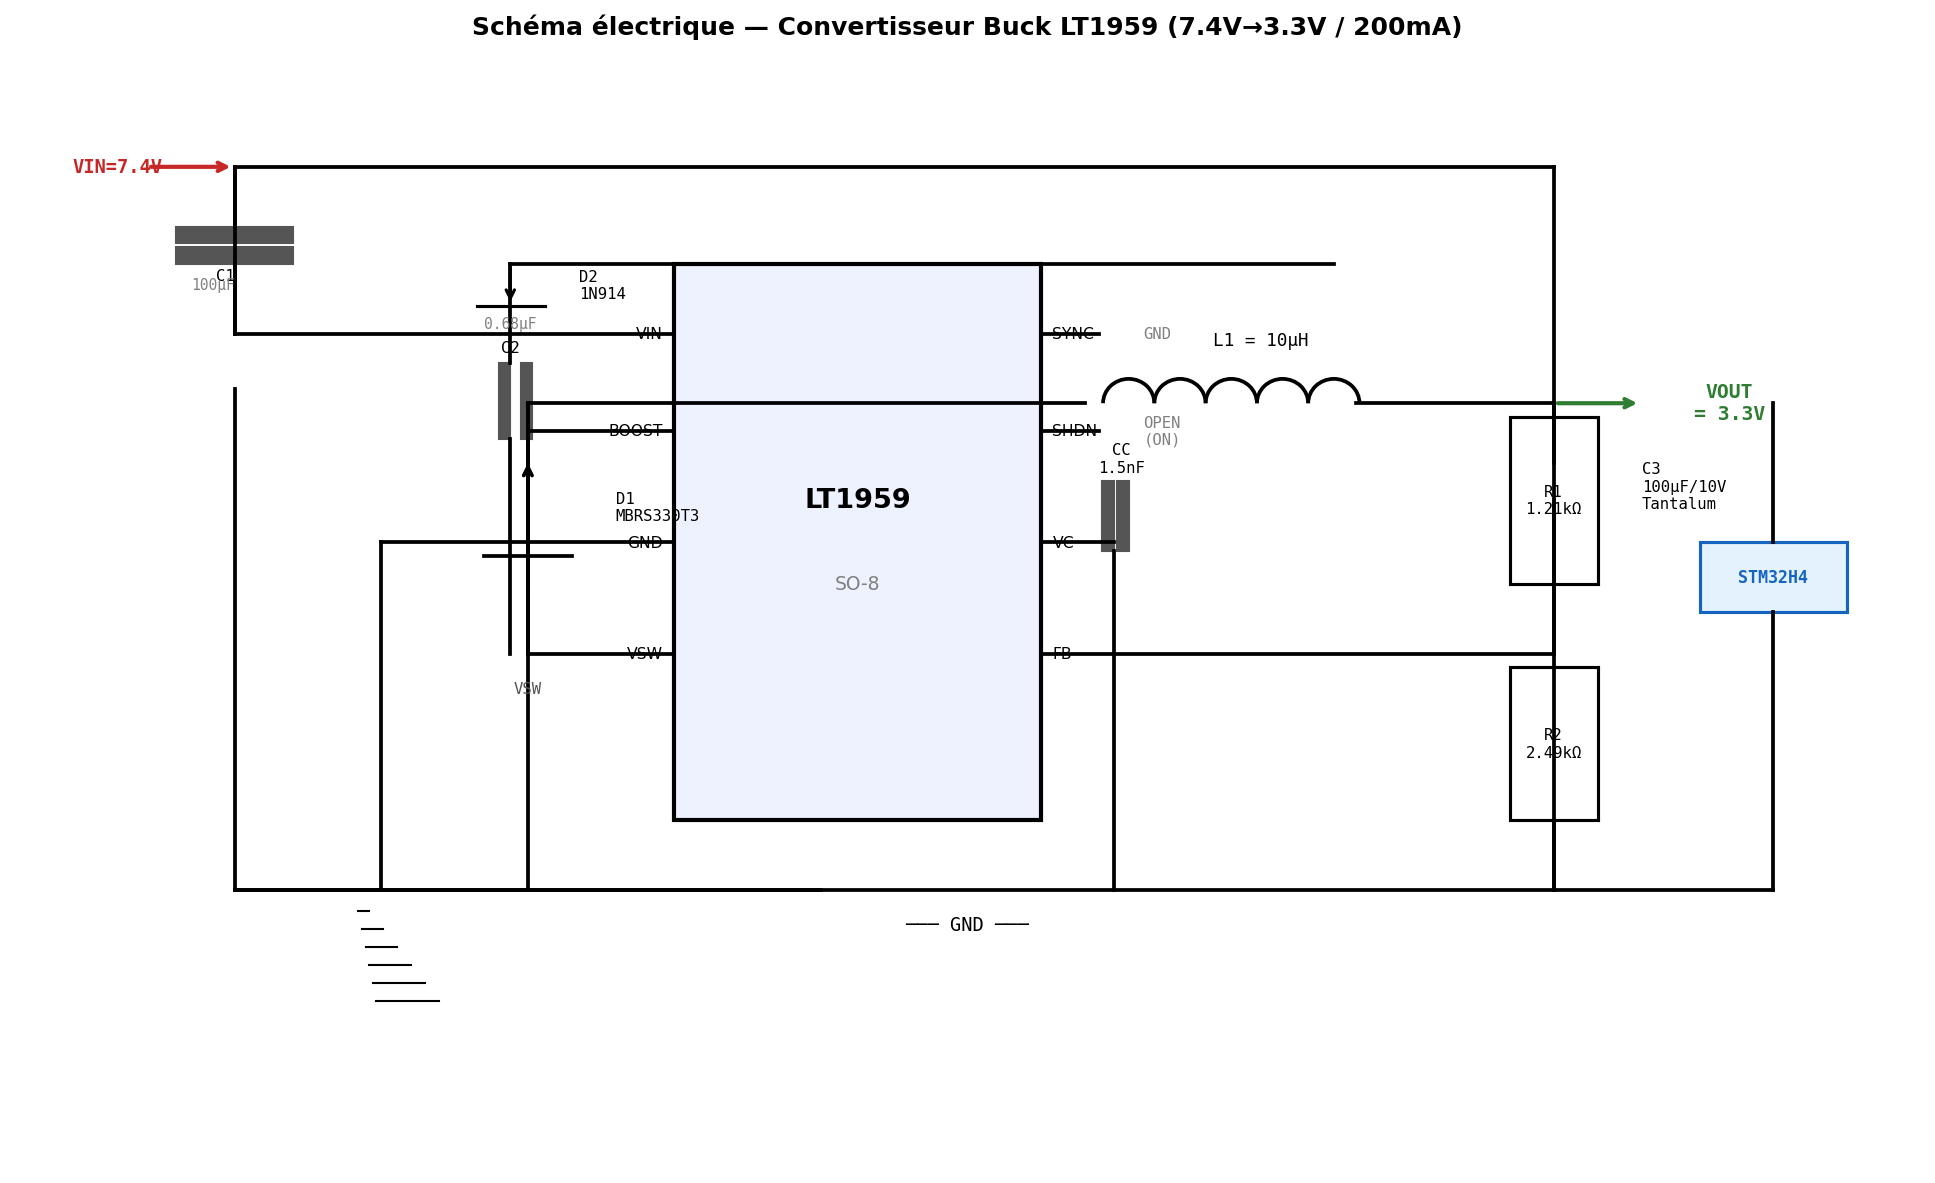 Schéma électrique — Convertisseur Buck LT1959 (7.4V→3.3V / 200mA)
VIN=7.4V
C1
100µF
D2
1N914
0.68µF
C2
VIN
BOOST
D1
MBRS330T3
GND
VSW
VSW
LT1959
SO-8
SYNC
GND
L1 = 10µH
SHDN
OPEN
(ON)
CC
1.5nF
VC
FB
VOUT
= 3.3V
R1
1.21kΩ
C3
100µF/10V
Tantalum
STM32H4
R2
2.49kΩ
─── GND ───